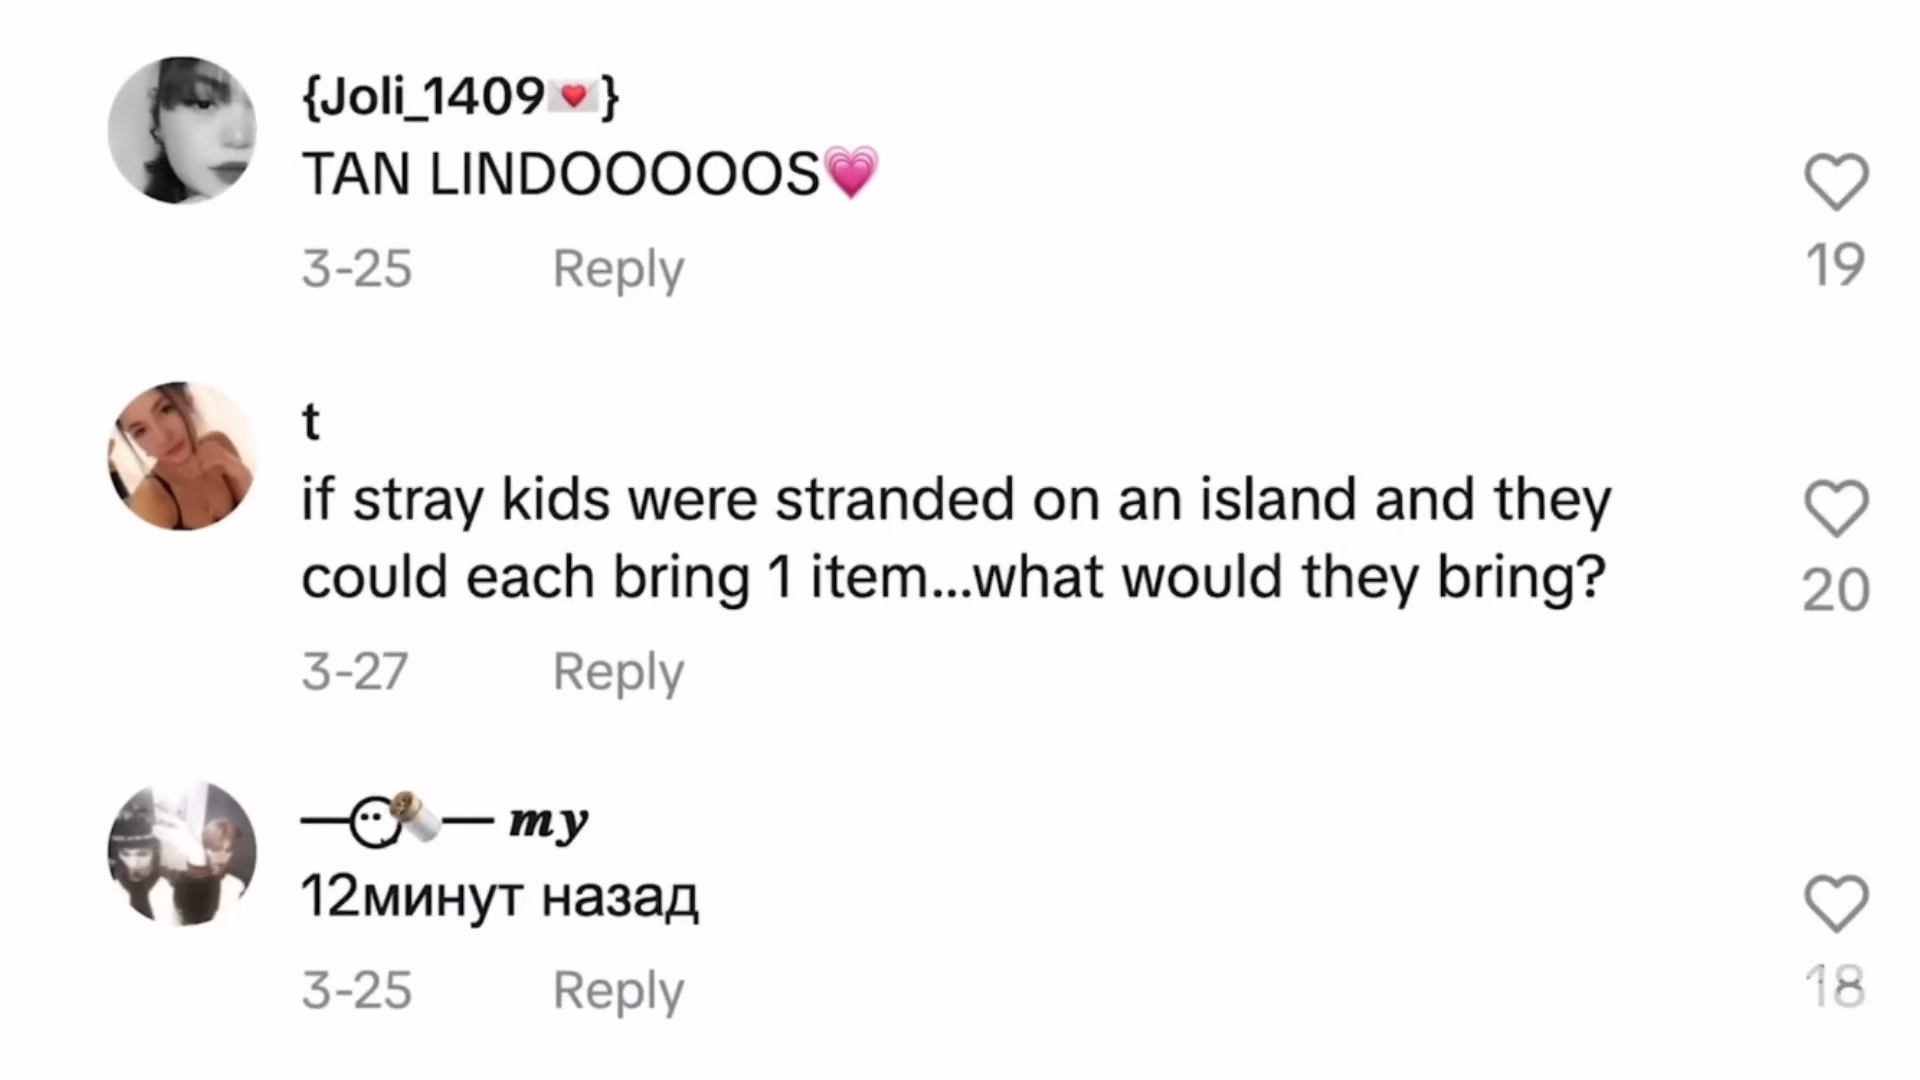 {Joli_1409💌}
TAN LINDOOOOOS💗
3-25 Reply
19
t
if stray kids were stranded on an island and they
could each bring 1 item...what would they bring?
20
3-27 Reply
my
12минут назад
3-25 Reply
18